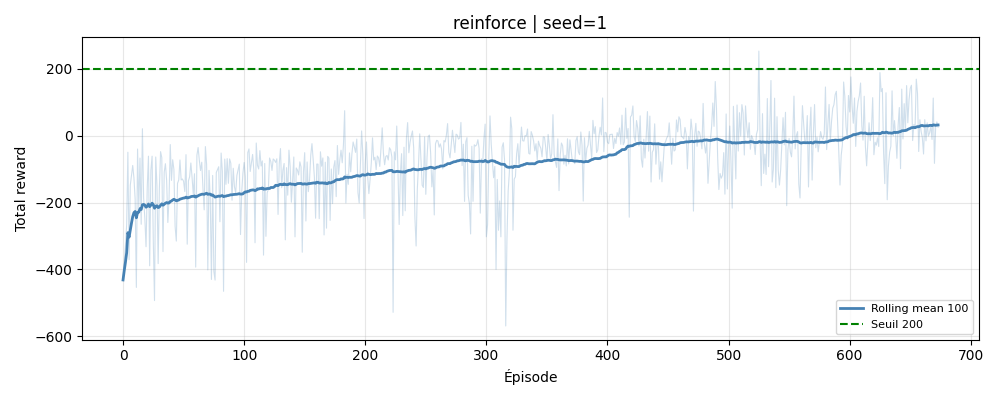 reinforce | seed=1
Total reward
200
0
−200
−400
−600
0
100
200
300
400
500
600
700
Épisode
Rolling mean 100
Seuil 200